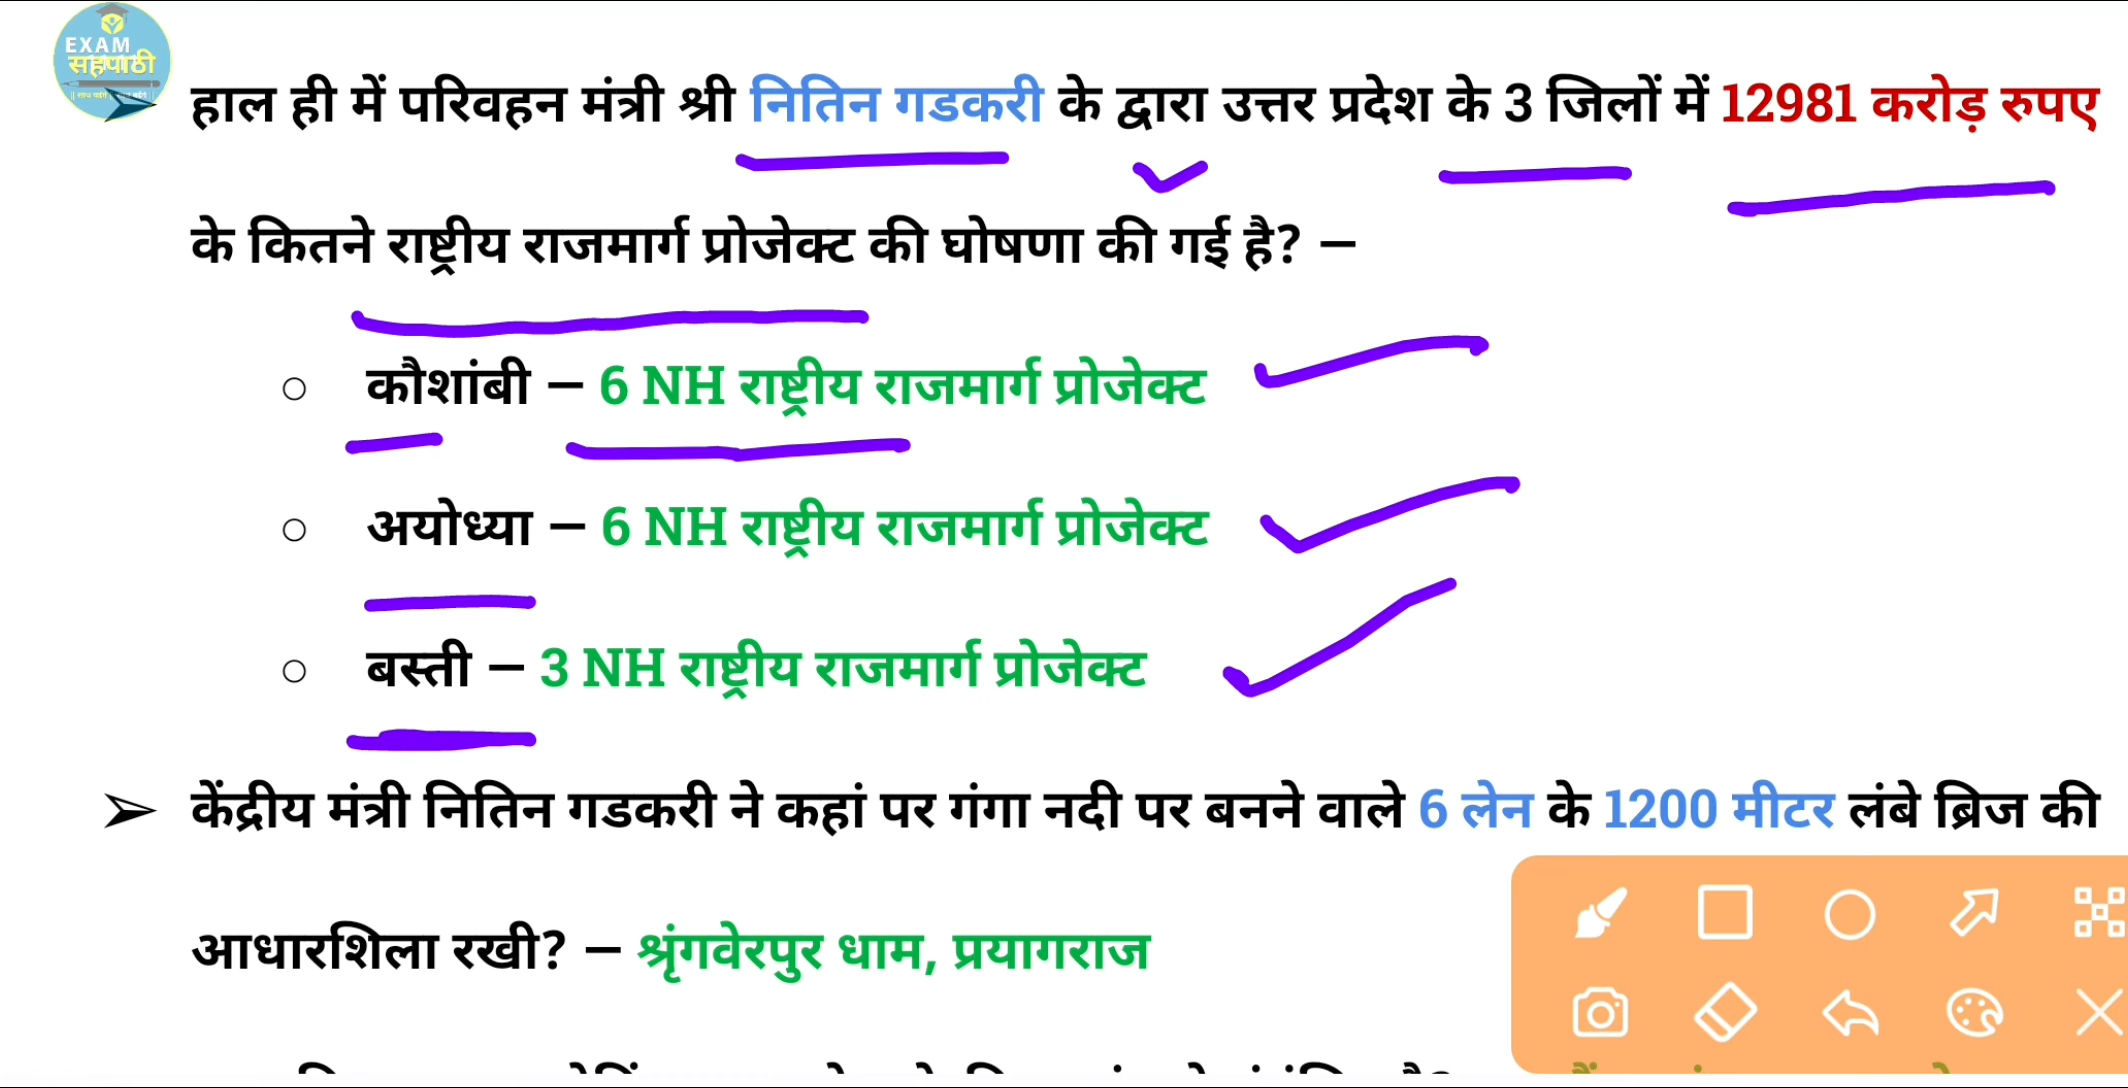 EXAM
सहपाठी
हाल ही में परिवहन मंत्री श्री नितिन गडकरी के द्वारा उत्तर प्रदेश के 3 जिलों में 12981 करोड़ रुपए
के कितने राष्ट्रीय राजमार्ग प्रोजेक्ट की घोषणा की गई है? –
कौशांबी – 6 NH राष्ट्रीय राजमार्ग प्रोजेक्ट
अयोध्या – 6 NH राष्ट्रीय राजमार्ग प्रोजेक्ट
बस्ती – 3 NH राष्ट्रीय राजमार्ग प्रोजेक्ट
केंद्रीय मंत्री नितिन गडकरी ने कहां पर गंगा नदी पर बनने वाले 6 लेन के 1200 मीटर लंबे ब्रिज की
आधारशिला रखी? – श्रृंगवेरपुर धाम, प्रयागराज